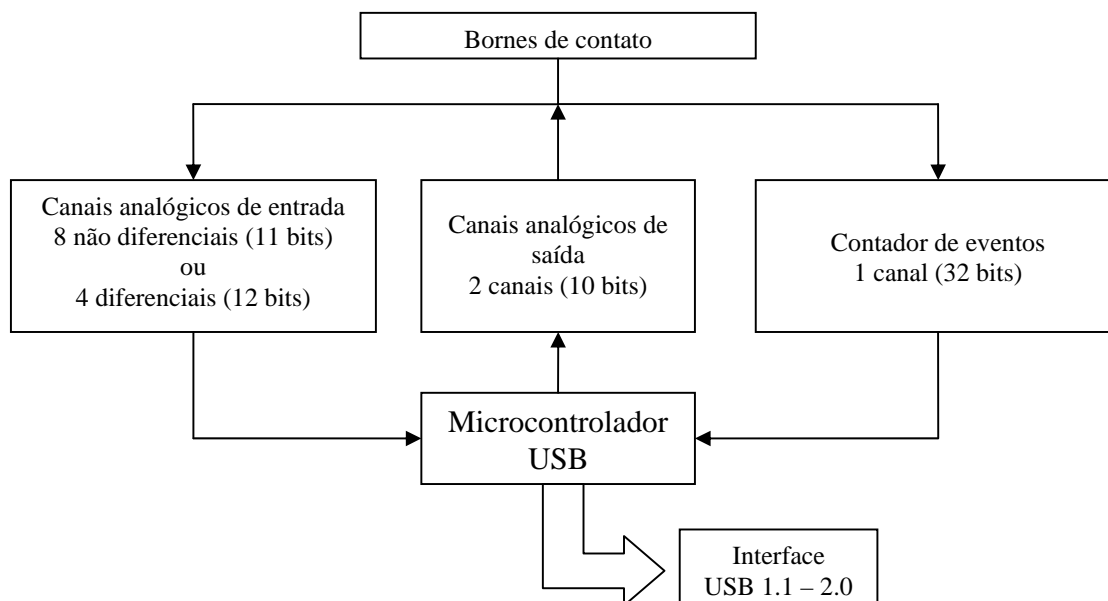 Bornes de contato
Canais analógicos de entrada
8 não diferenciais (11 bits)
ou
4 diferenciais (12 bits)
Canais analógicos de
saída
2 canais (10 bits)
Contador de eventos
1 canal (32 bits)
Microcontrolador
USB
Interface
USB 1.1 – 2.0